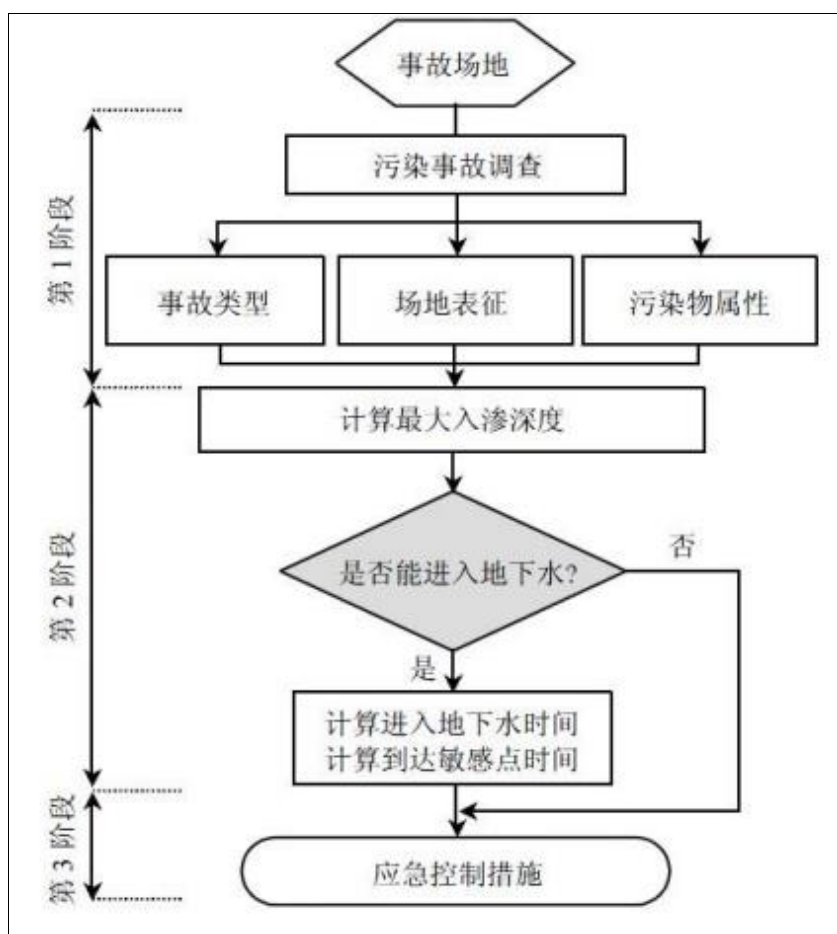 事故场地
污染事故调查
第 1 阶段
事故类型
场地表征
污染物属性
计算最大入渗深度
第 2 阶段
是否能进入地下水?
否
是
计算进入地下水时间
计算到达敏感点时间
第 3 阶段
应急控制措施